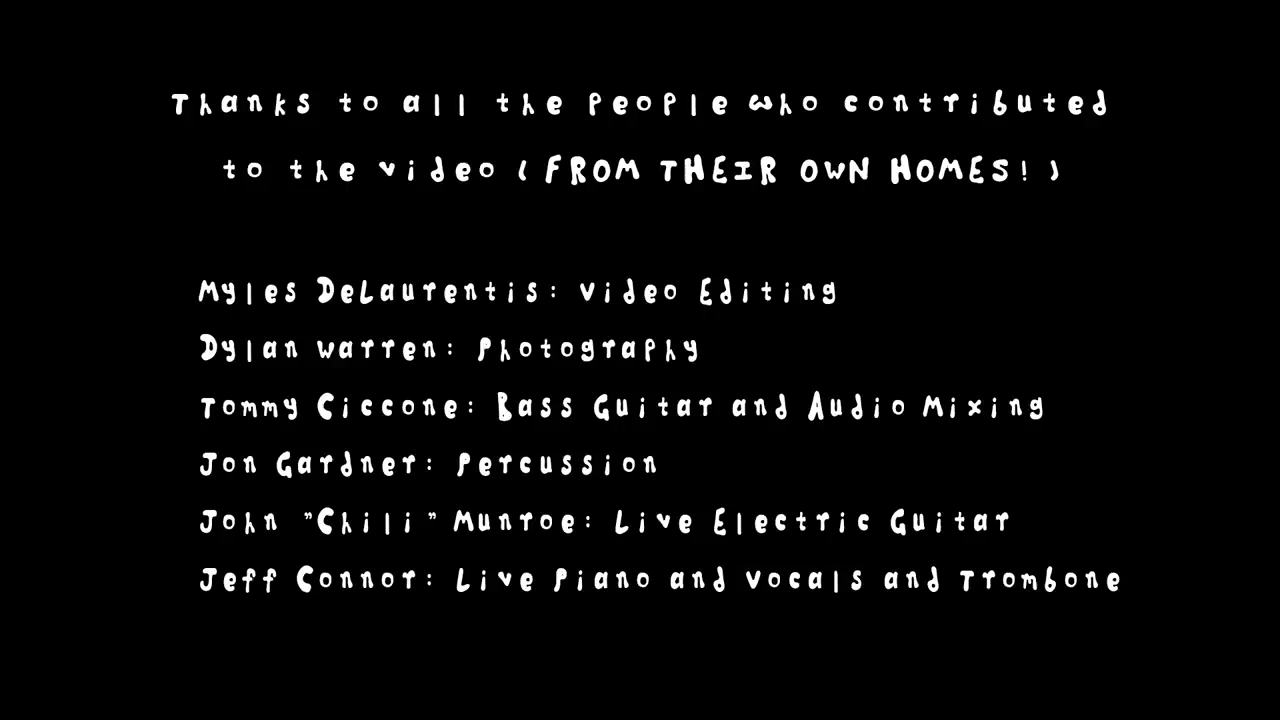 Thanks to all the people who contributed
to the video (FROM THEIR OWN HOMES!)
Myles DeLaurentis: Video Editing
Dylan Warren: Photography
Tommy Ciccone: Bass Guitar and Audio Mixing
Jon Gardner: Percussion
John "Chili" Munroe: Live Electric Guitar
Jeff Connor: Live Piano and Vocals and Trombone